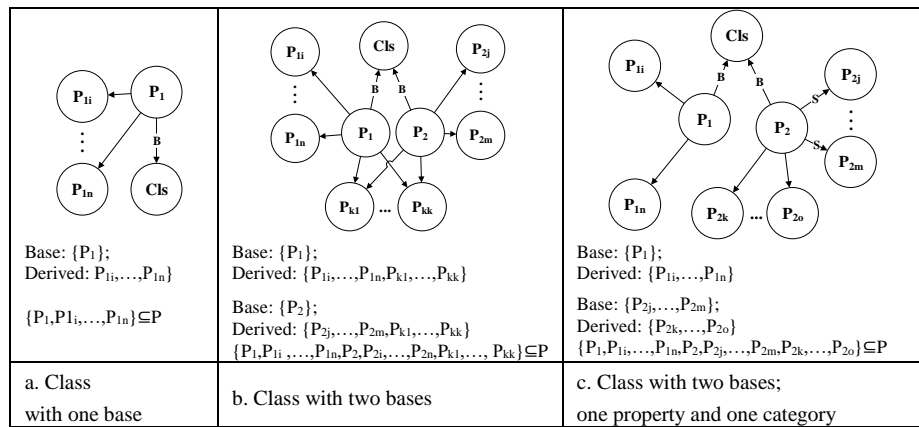 P1i
P1
B
P1n
Cls
Base: {P1};
Derived: P1i,…,P1n}
{P1,P1i,…,P1n}⊆P
P1i
Cls
P2j
B
B
P1n
P1
P2
P2m
Pk1
...
Pkk
Base: {P1};
Derived: {P1i,…,P1n,Pk1,…,Pkk}
Base: {P2};
Derived: {P2j,…,P2m,Pk1,…,Pkk}
{P1,P1i ,…,P1n,P2,P2i,…,P2n,Pk1,…, Pkk}⊆P
Cls
P1i
P2j
B
B
S
P1
P2
S
P2m
P1n
P2k
...
P2o
Base: {P1};
Derived: {P1i,…,P1n}
Base: {P2j,…,P2m};
Derived: {P2k,…,P2o}
{P1,P1i,…,P1n,P2,P2j,…,P2m,P2k,…,P2o}⊆P
a. Class
with one base
b. Class with two bases
c. Class with two bases;
one property and one category